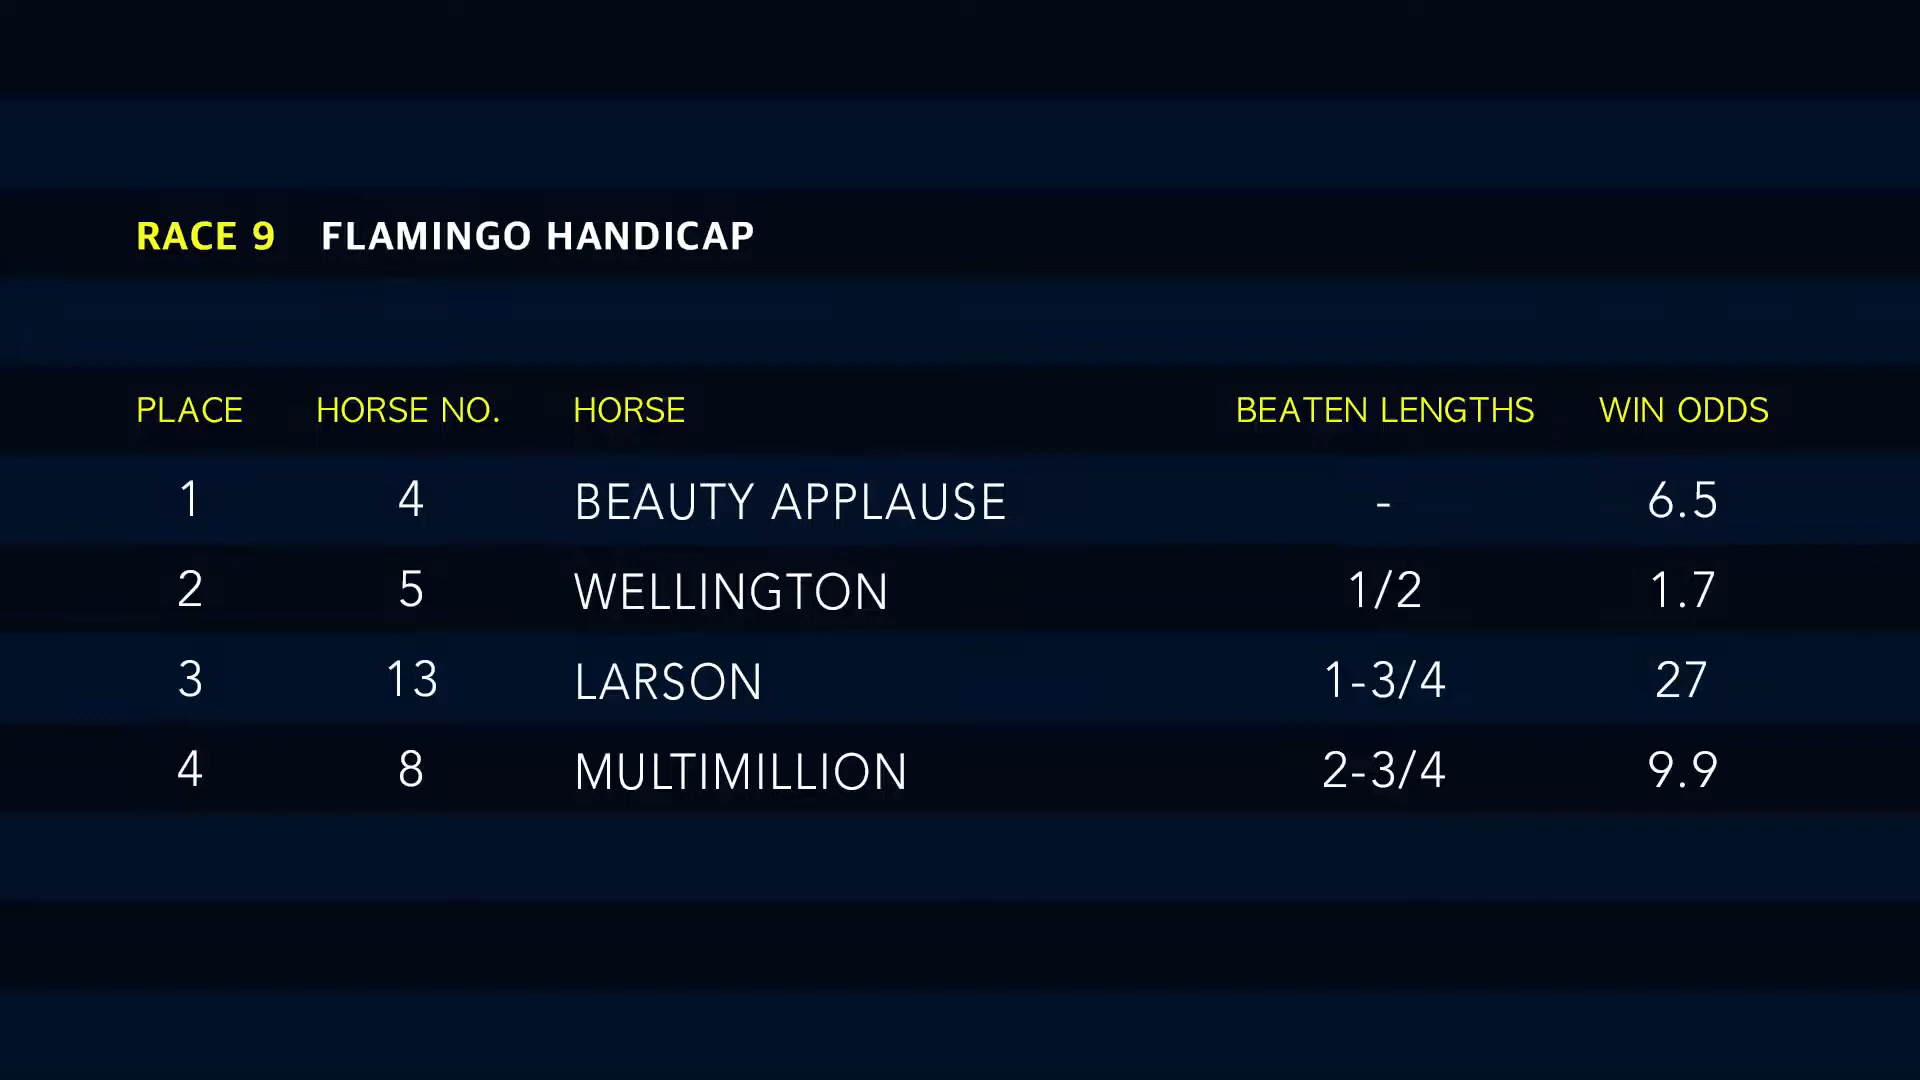 RACE 9 FLAMINGO HANDICAP
PLACE HORSE NO. HORSE BEATEN LENGTHS WIN ODDS
1 4 BEAUTY APPLAUSE - 6.5
2 5 WELLINGTON 1/2 1.7
3 13 LARSON 1-3/4 27
4 8 MULTIMILLION 2-3/4 9.9